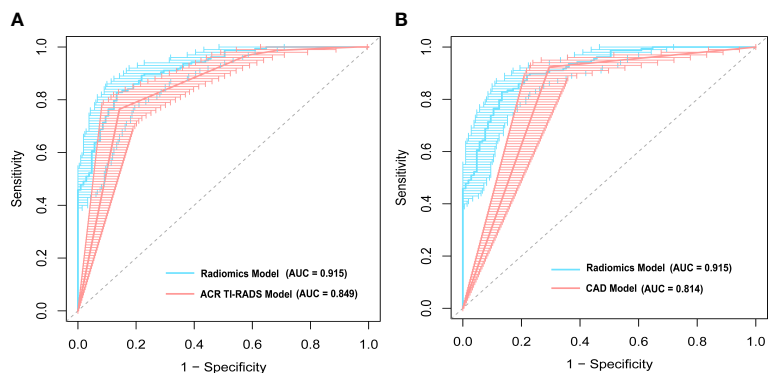 A
1.0
0.8
0.6
0.4
0.2
0.0
Sensitivity
Radiomics Model (AUC = 0.915)
ACR TI-RADS Model (AUC = 0.849)
0.0 0.2 0.4 0.6 0.8 1.0
1 − Specificity
B
1.0
0.8
0.6
0.4
0.2
0.0
Sensitivity
Radiomics Model (AUC = 0.915)
CAD Model (AUC = 0.814)
0.0 0.2 0.4 0.6 0.8 1.0
1 − Specificity